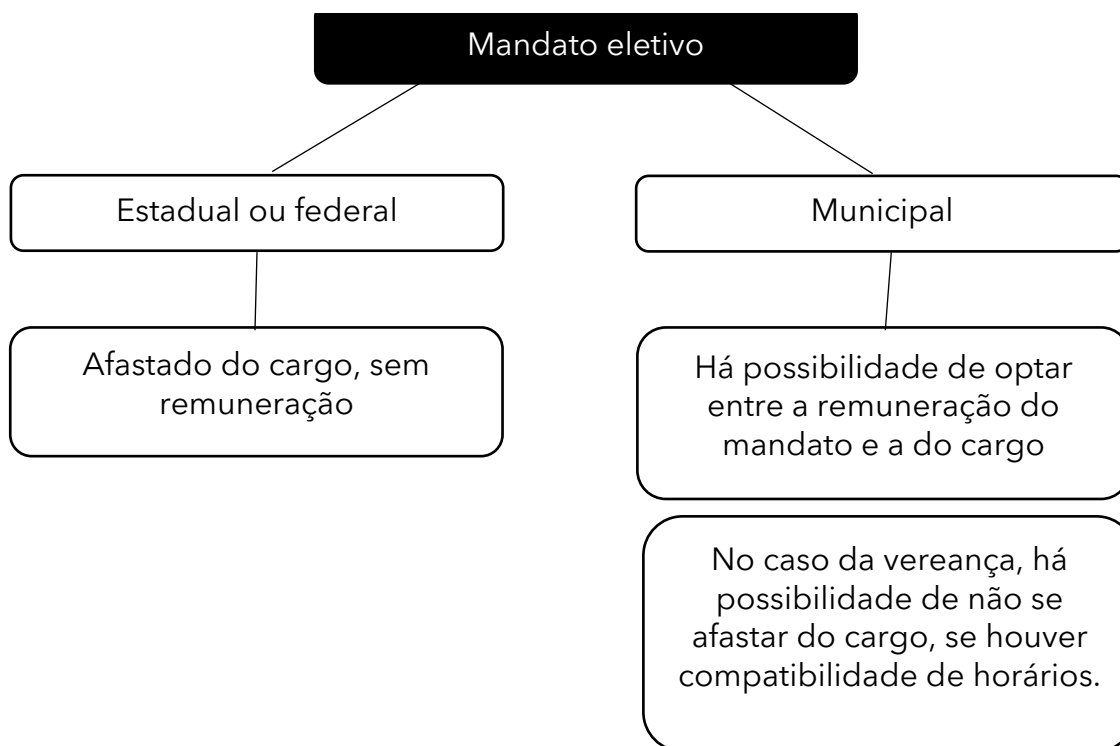 Mandato eletivo
Estadual ou federal
Municipal
Afastado do cargo, sem
remuneração
Há possibilidade de optar
entre a remuneração do
mandato e a do cargo
No caso da vereança, há
possibilidade de não se
afastar do cargo, se houver
compatibilidade de horários.